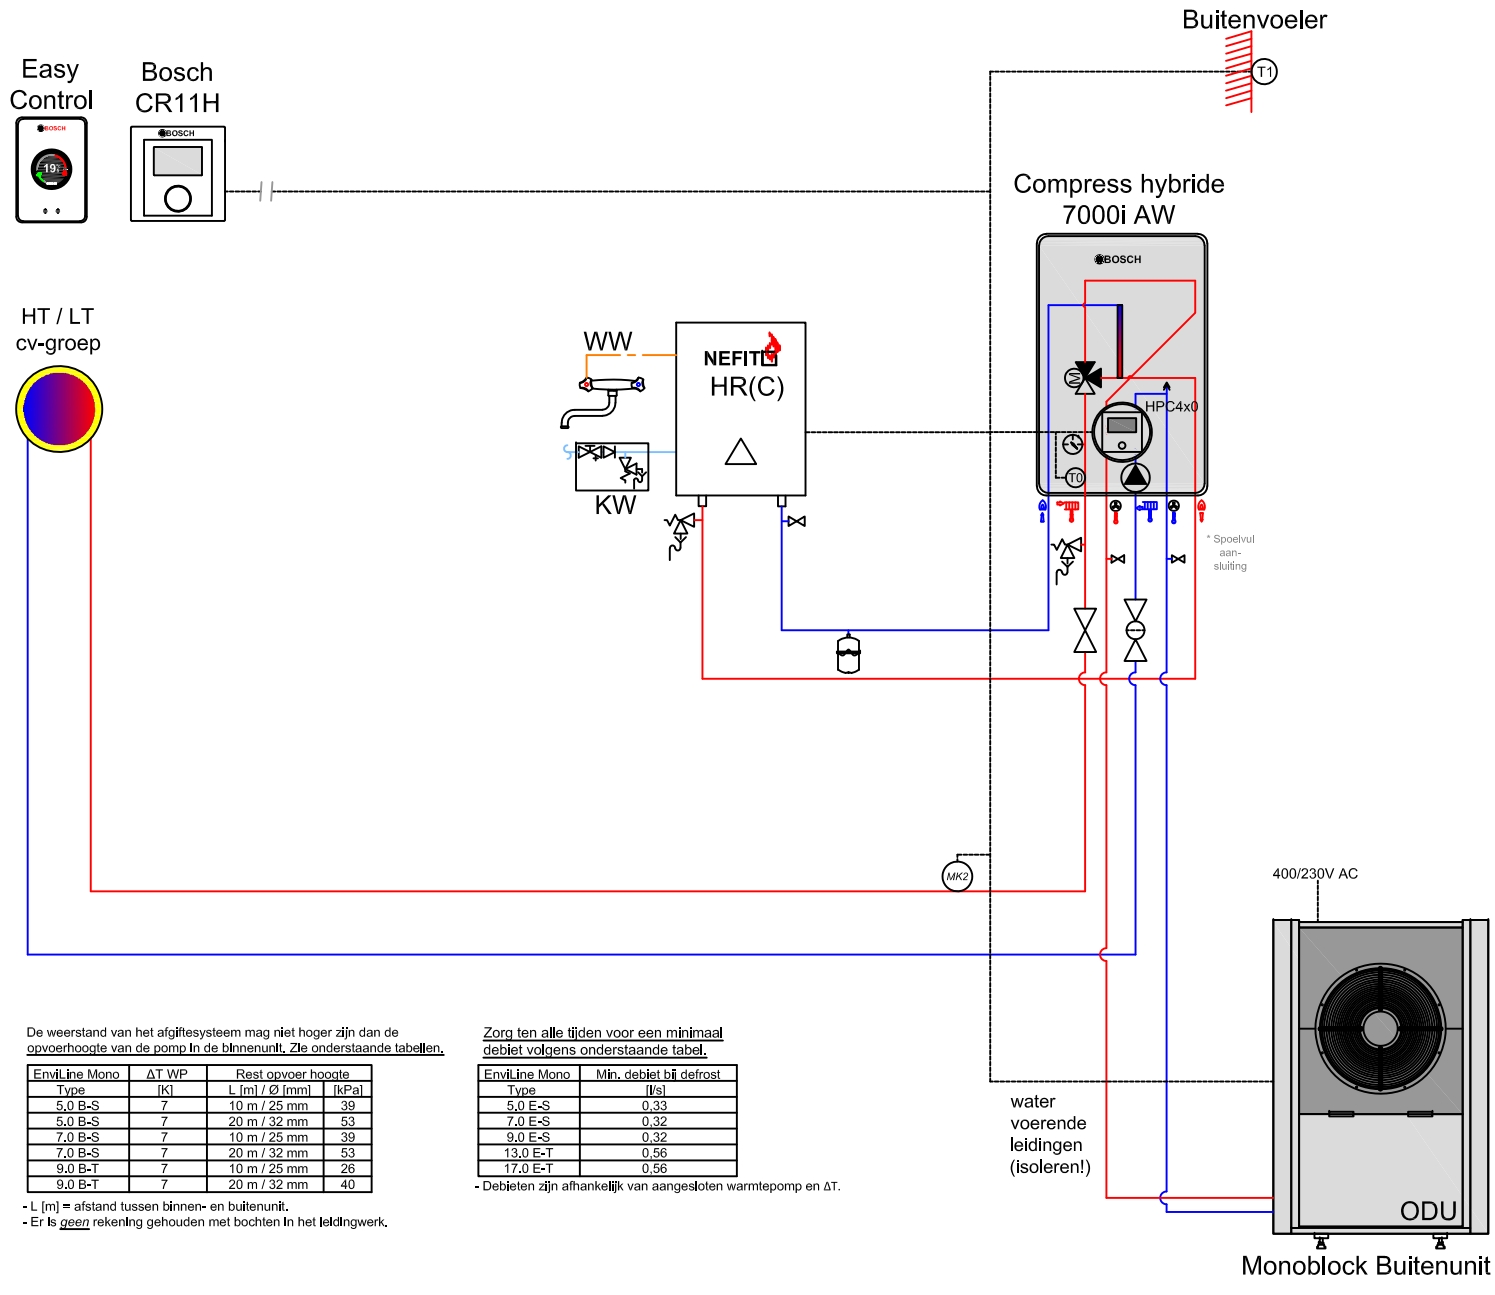 Buitenvoeler
T1
Easy
Control
BOSCH
19
Bosch
CR11H
BOSCH
Compress hybride
7000i AW
BOSCH
M
HPC4x0
T0
HT / LT
cv-groep
WW
NEFIT
HR(C)
KW
* Spoelvul
aan-
sluiting
MK2
400/230V AC
water
voerende
leidingen
(isoleren!)
ODU
Monoblock Buitenunit
De weerstand van het afgiftesysteem mag niet hoger zijn dan de
opvoerhoogte van de pomp in de binnenunit. Zie onderstaande tabellen.
EnviLine Mono ΔT WP Rest opvoer hoogte
Type [K] L [m] / Ø [mm] [kPa]
5.0 B-S 7 10 m / 25 mm 39
5.0 B-S 7 20 m / 32 mm 53
7.0 B-S 7 10 m / 25 mm 39
7.0 B-S 7 20 m / 32 mm 53
9.0 B-T 7 10 m / 25 mm 26
9.0 B-T 7 20 m / 32 mm 40
- L [m] = afstand tussen binnen- en buitenunit.
- Er is geen rekening gehouden met bochten in het leidingwerk.
Zorg ten alle tijden voor een minimaal
debiet volgens onderstaande tabel.
EnviLine Mono Min. debiet bij defrost
Type [l/s]
5.0 E-S 0,33
7.0 E-S 0,32
9.0 E-S 0,32
13.0 E-T 0,56
17.0 E-T 0,56
- Debieten zijn afhankelijk van aangesloten warmtepomp en ΔT.